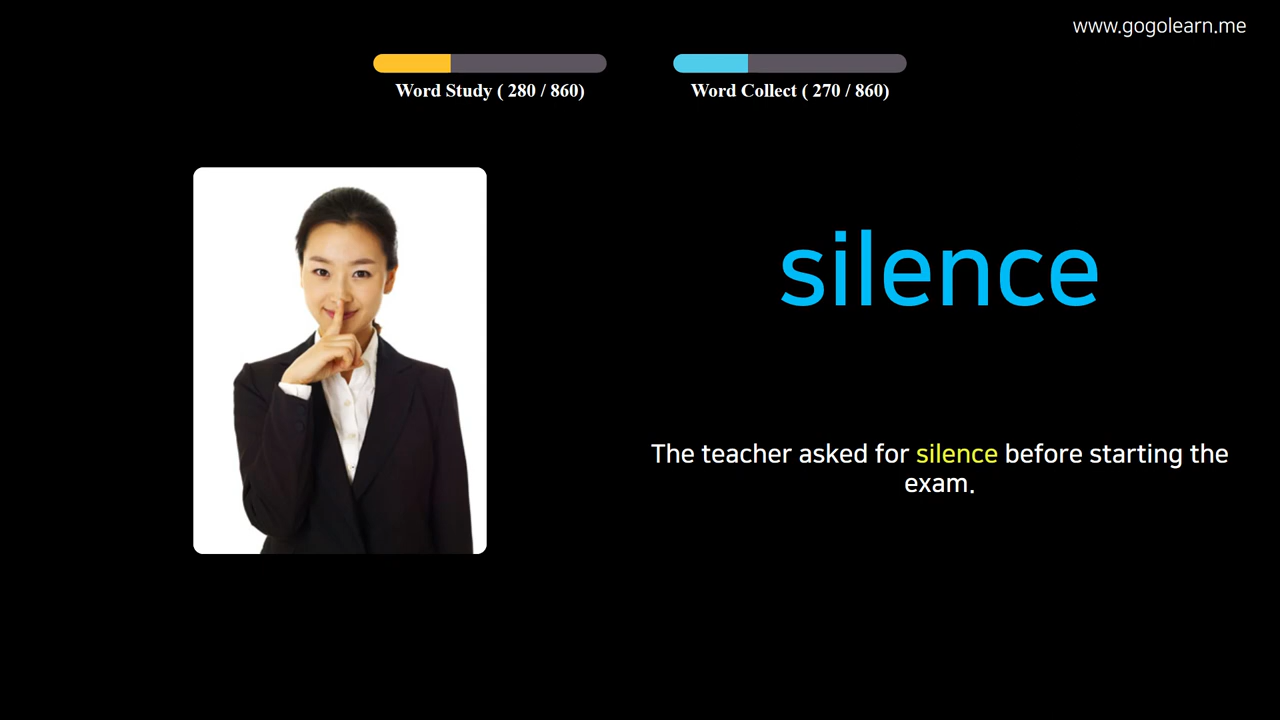 www.gogolearn.me
Word Study ( 280 / 860)
Word Collect ( 270 / 860)
silence
The teacher asked for silence before starting the
exam.